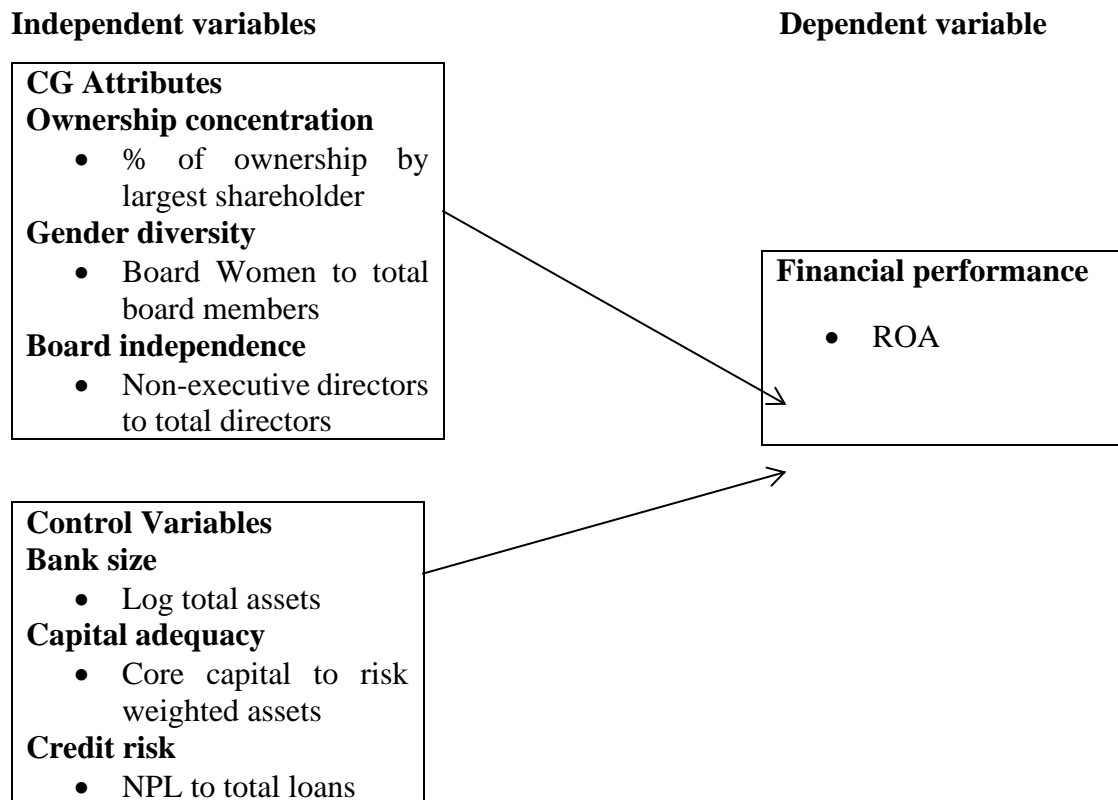 Independent variables
Dependent variable
CG Attributes
Ownership concentration
• % of ownership by
largest shareholder
Gender diversity
• Board Women to total
board members
Board independence
• Non-executive directors
to total directors
Financial performance
• ROA
Control Variables
Bank size
• Log total assets
Capital adequacy
• Core capital to risk
weighted assets
Credit risk
• NPL to total loans